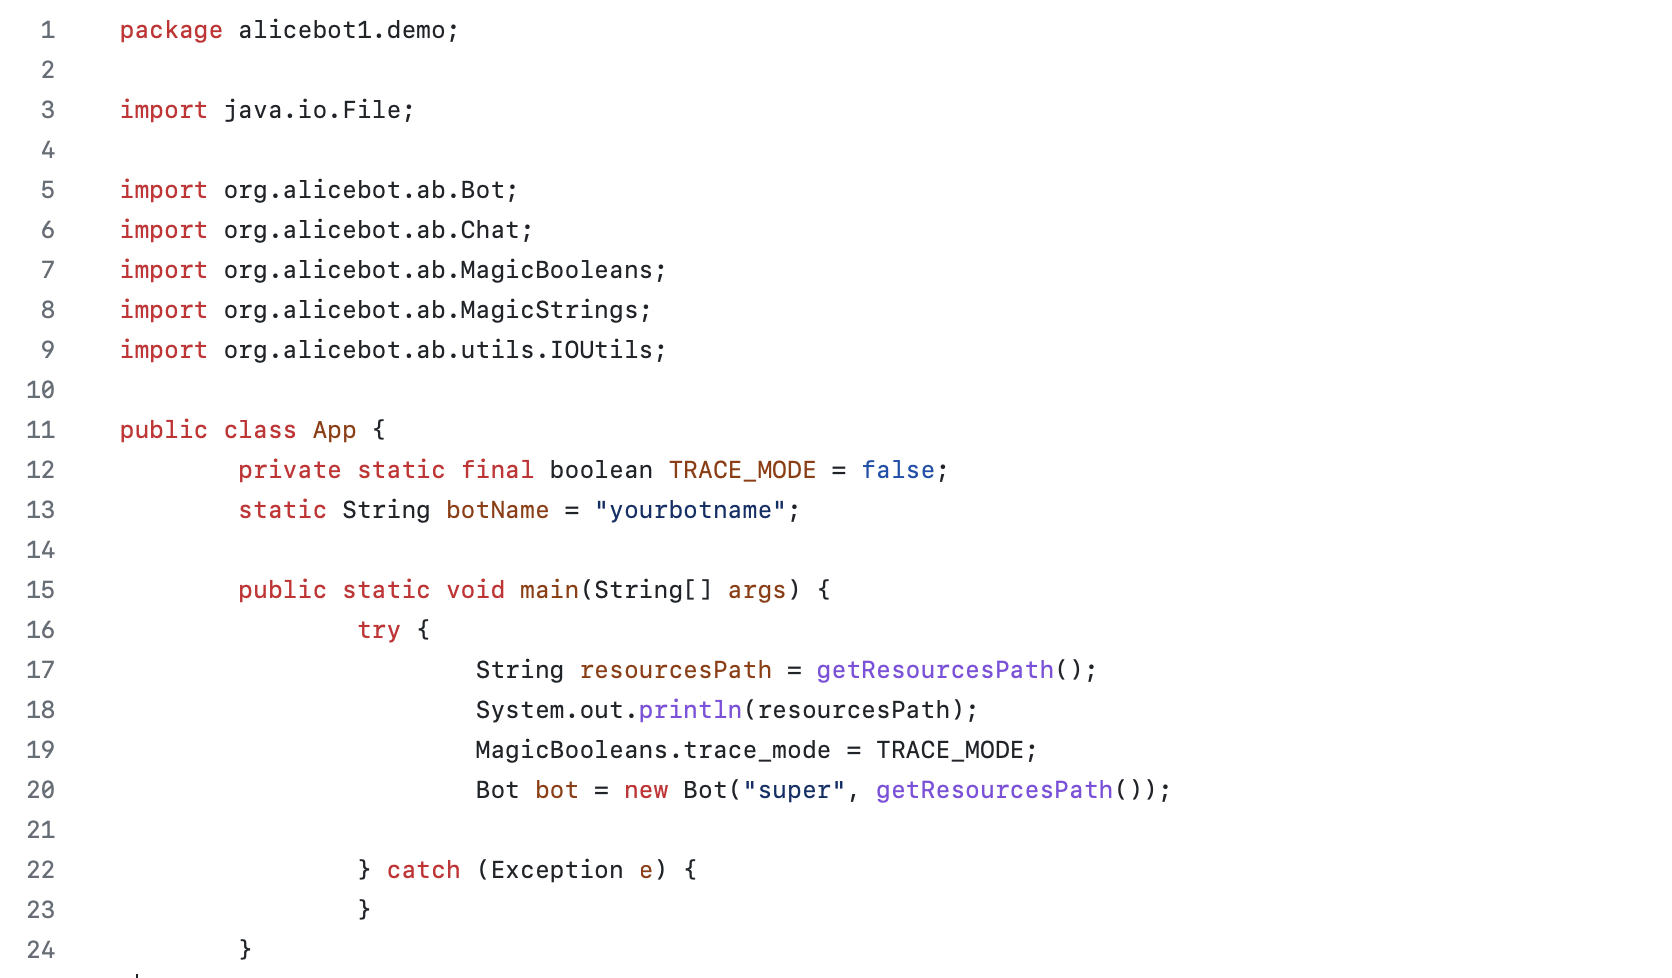 1 package alicebot1.demo;
2
3 import java.io.File;
4
5 import org.alicebot.ab.Bot;
6 import org.alicebot.ab.Chat;
7 import org.alicebot.ab.MagicBooleans;
8 import org.alicebot.ab.MagicStrings;
9 import org.alicebot.ab.utils.IOUtils;
10
11 public class App {
12 private static final boolean TRACE_MODE = false;
13 static String botName = "yourbotname";
14
15 public static void main(String[] args) {
16 try {
17 String resourcesPath = getResourcesPath();
18 System.out.println(resourcesPath);
19 MagicBooleans.trace_mode = TRACE_MODE;
20 Bot bot = new Bot("super", getResourcesPath());
21
22 } catch (Exception e) {
23 }
24 }